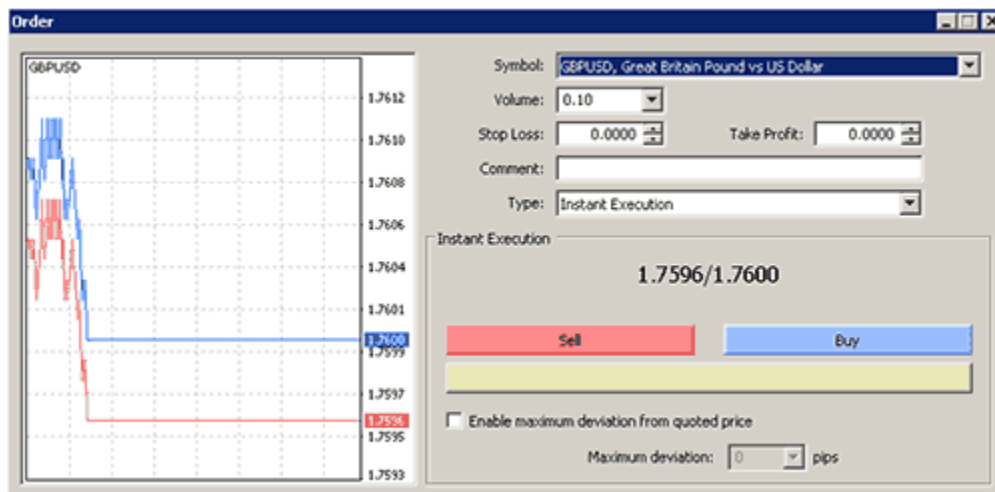 Order
GBPUSD
1.7612
1.7610
1.7608
1.7606
1.7604
1.7601
1.7600
1.7599
1.7597
1.7596
1.7595
1.7593
Symbol: GBPUSD, Great Britain Pound vs US Dollar
Volume: 0.10
Stop Loss: 0.0000 Take Profit: 0.0000
Comment:
Type: Instant Execution
Instant Execution
1.7596/1.7600
Sell Buy
Enable maximum deviation from quoted price
Maximum deviation: 0 pips